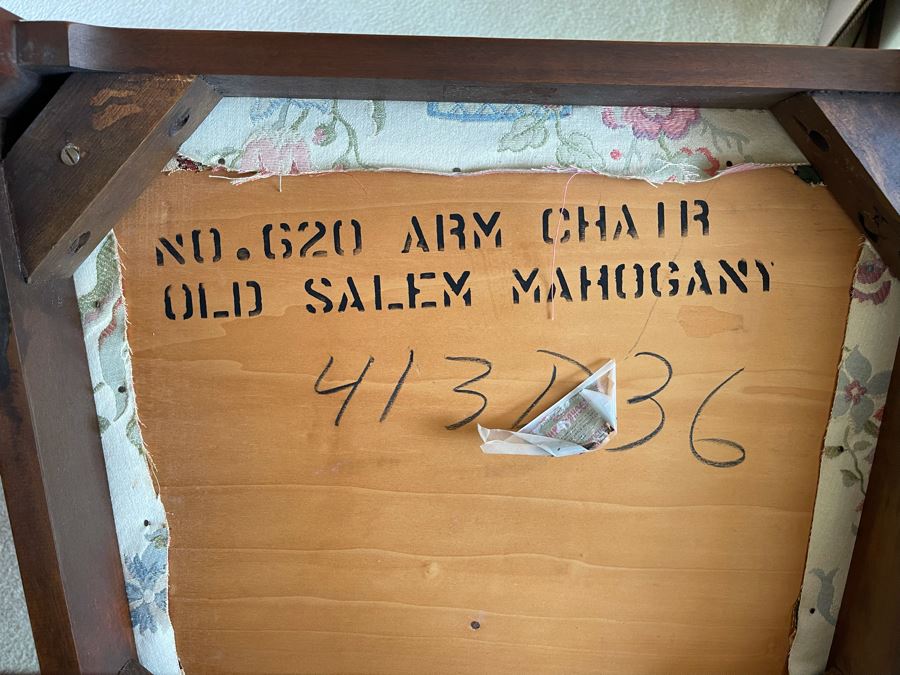 NO.620 ARM CHAIR
OLD SALEM MAHOGANY
413D36